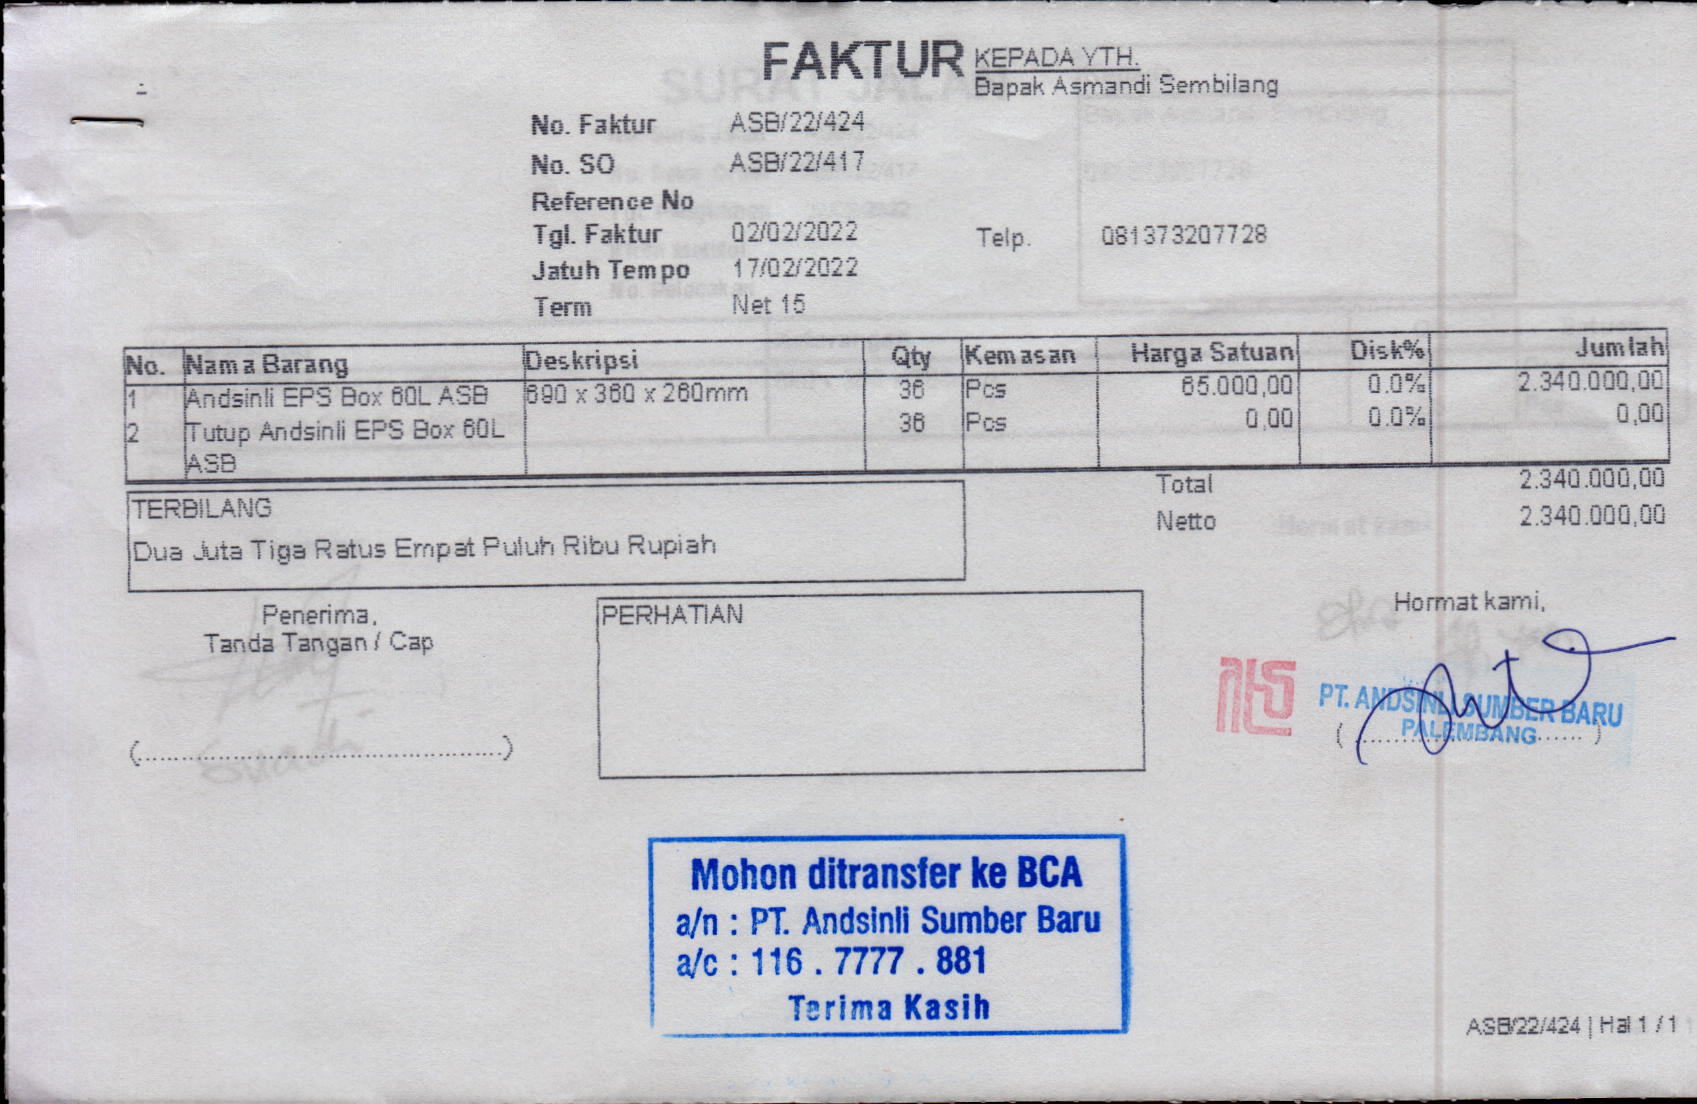 FAKTUR
KEPADA YTH.
Bapak Asmandi Sembilang
No. Faktur ASB/22/424
No. SO ASB/22/417
Reference No
Tgl. Faktur 02/02/2022
Telp. 081373207728
Jatuh Tempo 17/02/2022
Term Net 15
No. Nama Barang Deskripsi Qty Kemasan Harga Satuan Disk% Jumlah
1 Andsinli EPS Box 60L ASB 690 x 360 x 260mm 36 Pcs 65.000,00 0.0% 2.340.000,00
2 Tutup Andsinli EPS Box 60L 36 Pcs 0,00 0.0% 0,00
ASB
Total 2.340.000,00
Netto 2.340.000,00
TERBILANG
Dua Juta Tiga Ratus Empat Puluh Ribu Rupiah
Penerima,
Tanda Tangan / Cap
PERHATIAN
Hormat kami,
PT. ANDSINLI SUMBER BARU
PALEMBANG
(....................................................)
(..............................)
Mohon ditransfer ke BCA
a/n : PT. Andsinli Sumber Baru
a/c : 116 . 7777 . 881
Terima Kasih
ASB/22/424 | Hal 1 / 1